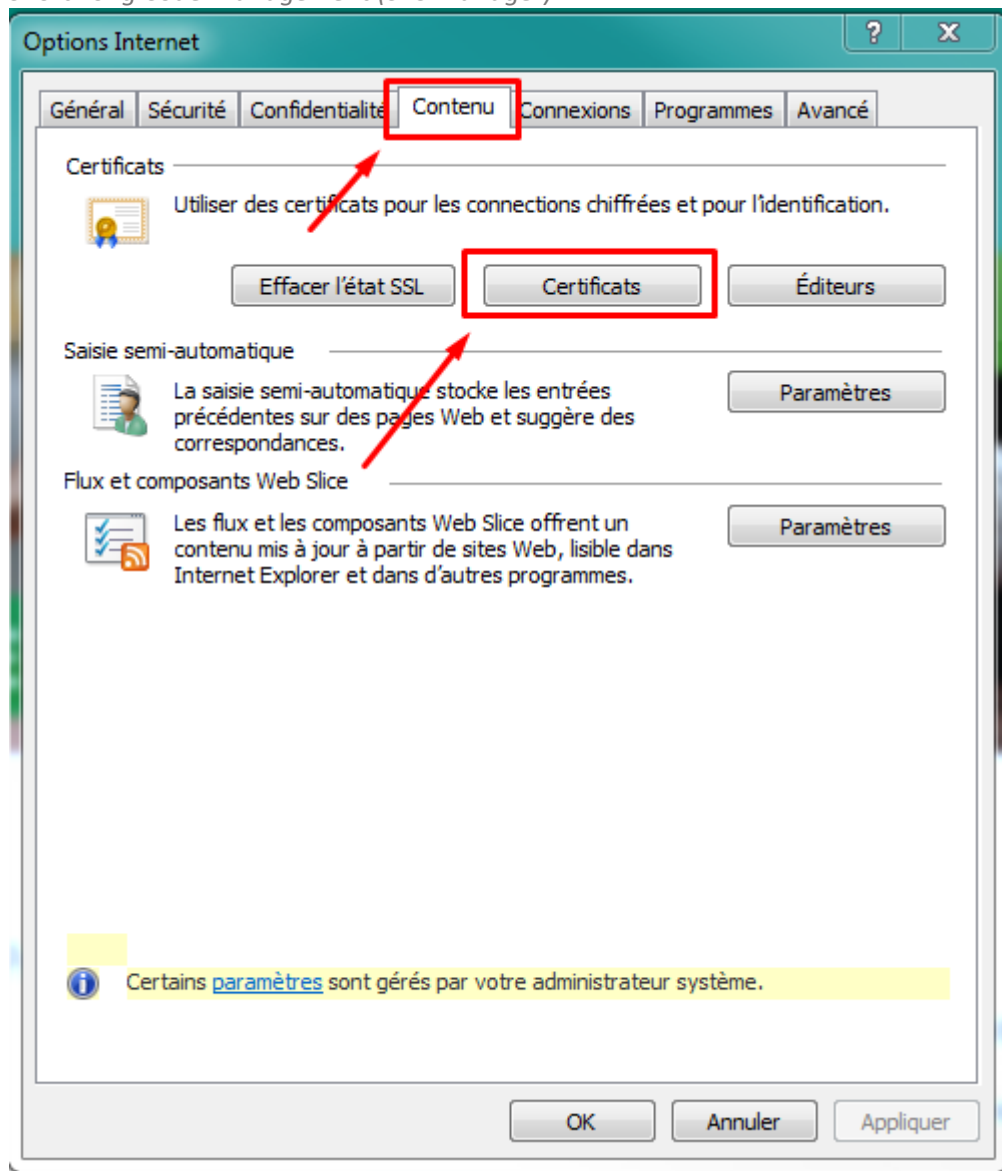 Options Internet
Général Sécurité Confidentialité Contenu Connexions Programmes Avancé
Certificats
Utiliser des certificats pour les connections chiffrées et pour l'identification.
Effacer l'état SSL Certificats Éditeurs
Saisie semi-automatique
La saisie semi-automatique stocke les entrées
précédentes sur des pages Web et suggère des
correspondances.
Paramètres
Flux et composants Web Slice
Les flux et les composants Web Slice offrent un
contenu mis à jour à partir de sites Web, lisible dans
Internet Explorer et dans d'autres programmes.
Paramètres
Certains paramètres sont gérés par votre administrateur système.
OK Annuler Appliquer